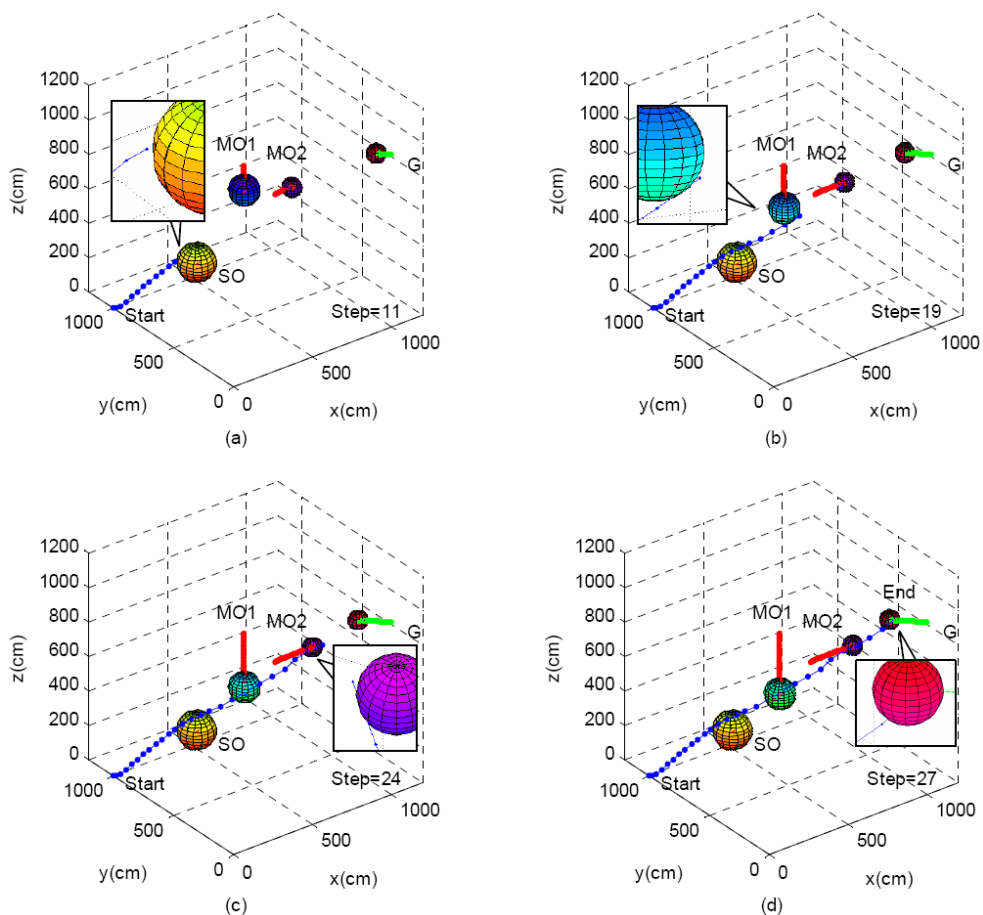 1200
1000
800
600
400
200
0
z(cm)
MO1
MO2
G
SO
Start
Step=11
1000
500
0
y(cm)
0
500
1000
x(cm)
(a)
1200
1000
800
600
400
200
0
z(cm)
MO1
MO2
G
SO
Start
Step=19
1000
500
0
y(cm)
0
500
1000
x(cm)
(b)
1200
1000
800
600
400
200
0
z(cm)
MO1
MO2
G
SO
Start
Step=24
1000
500
0
y(cm)
0
500
1000
x(cm)
(c)
1200
1000
800
600
400
200
0
z(cm)
End
MO1
MO2
G
SO
Start
Step=27
1000
500
0
y(cm)
0
500
1000
x(cm)
(d)